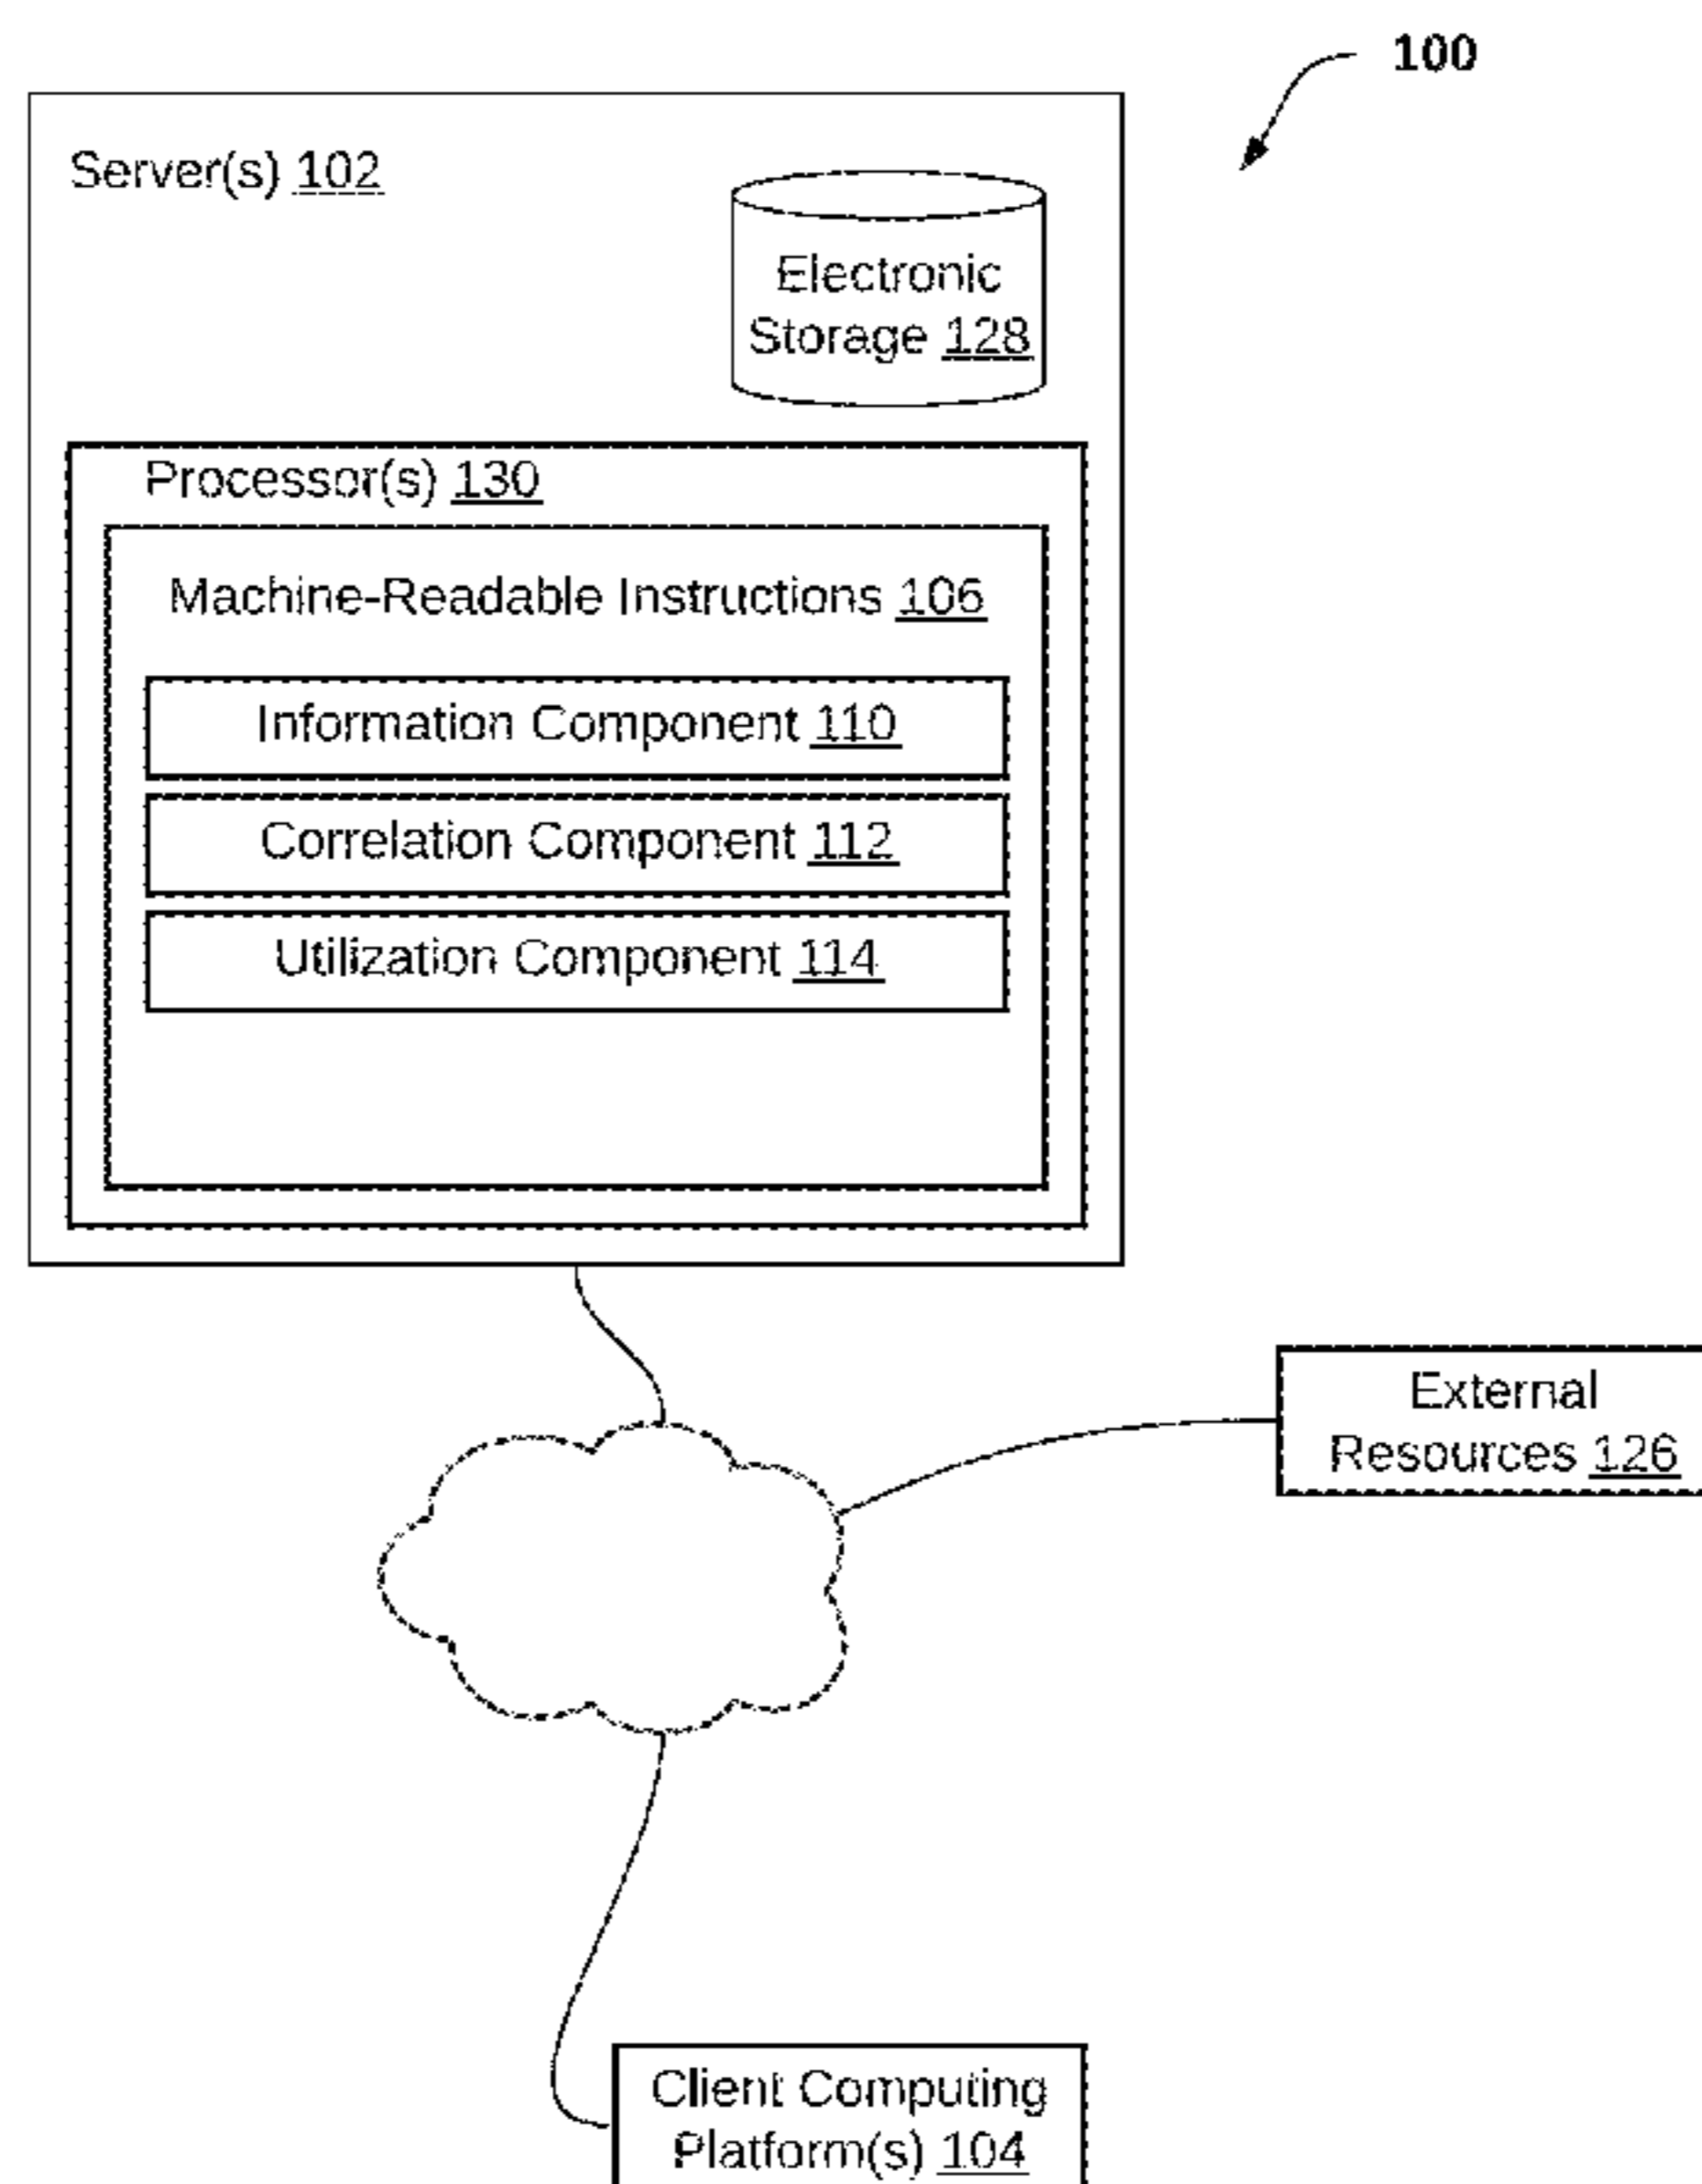 100
Server(s) 102
Electronic
Storage 128
Processor(s) 130
Machine-Readable Instructions 106
Information Component 110
Correlation Component 112
Utilization Component 114
External
Resources 126
Client Computing
Platform(s) 104